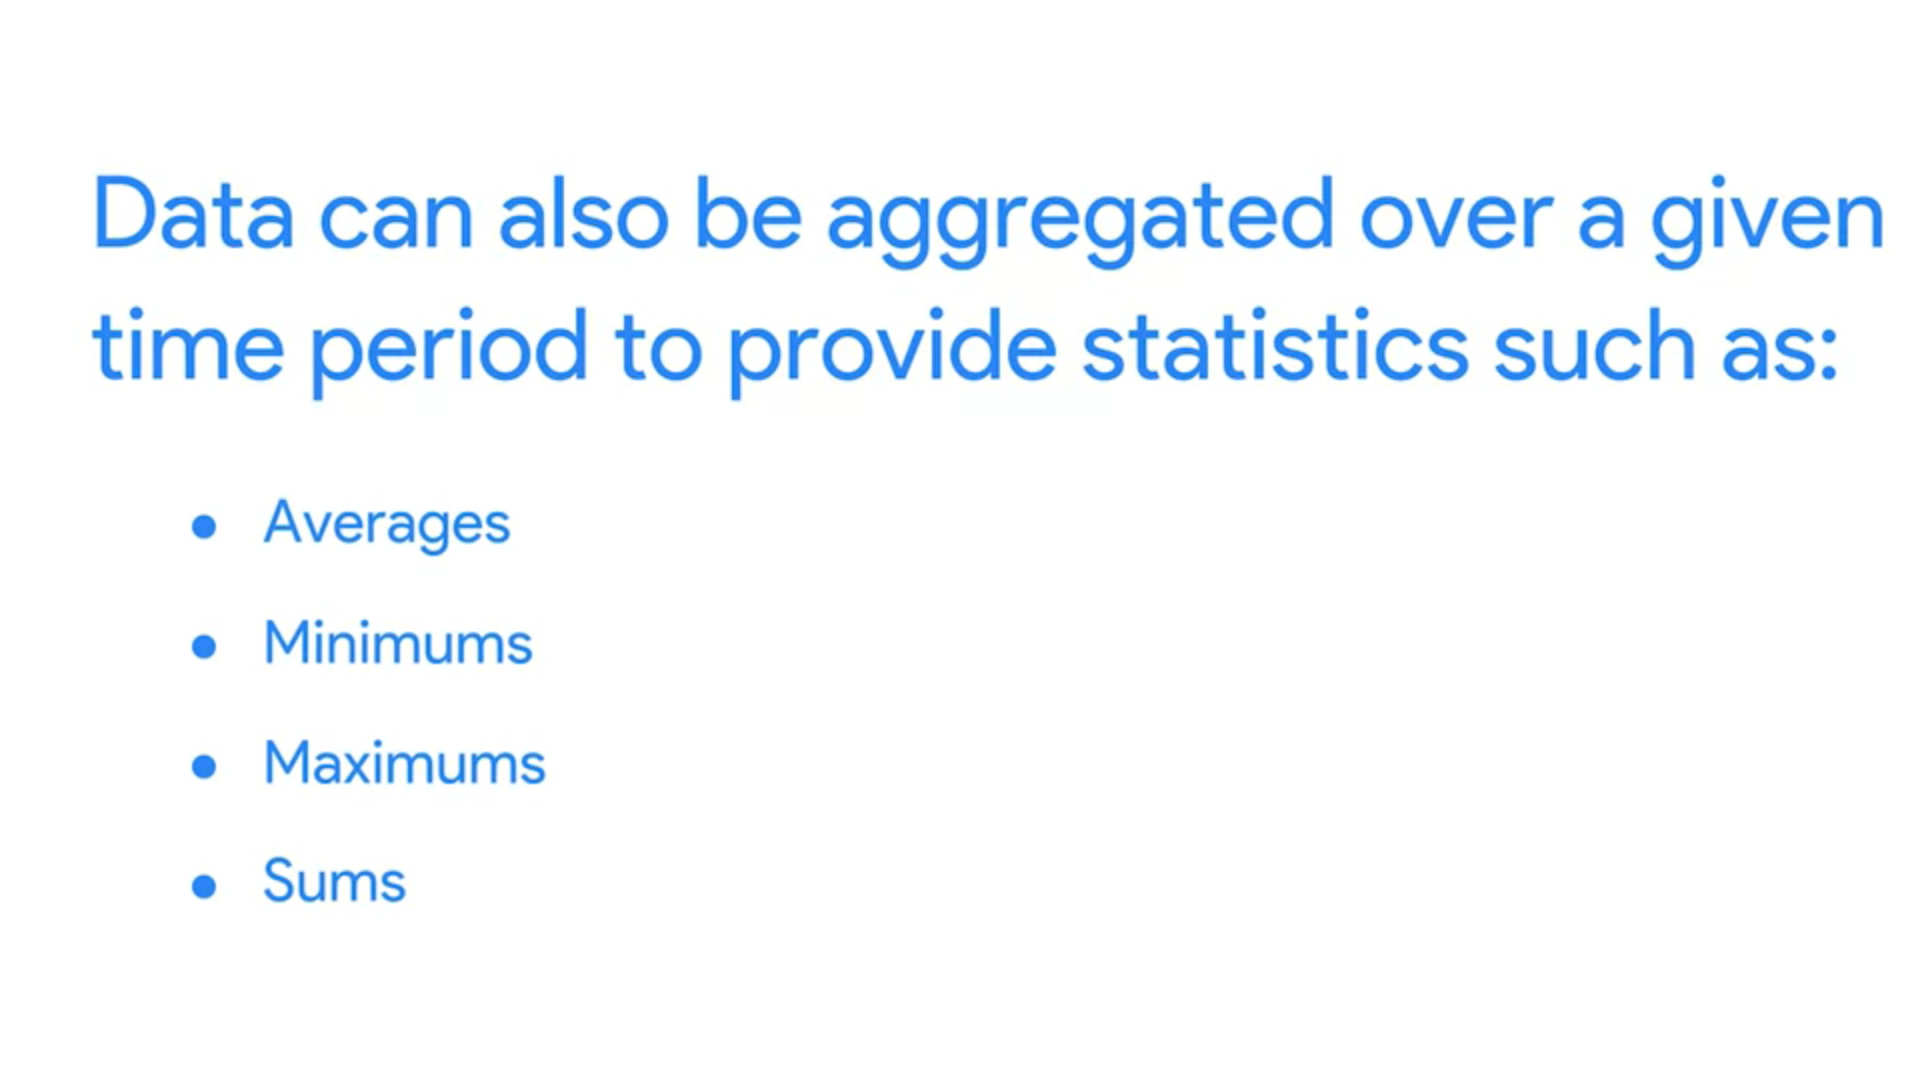 Data can also be aggregated over a given
time period to provide statistics such as:
● Averages
● Minimums
● Maximums
● Sums